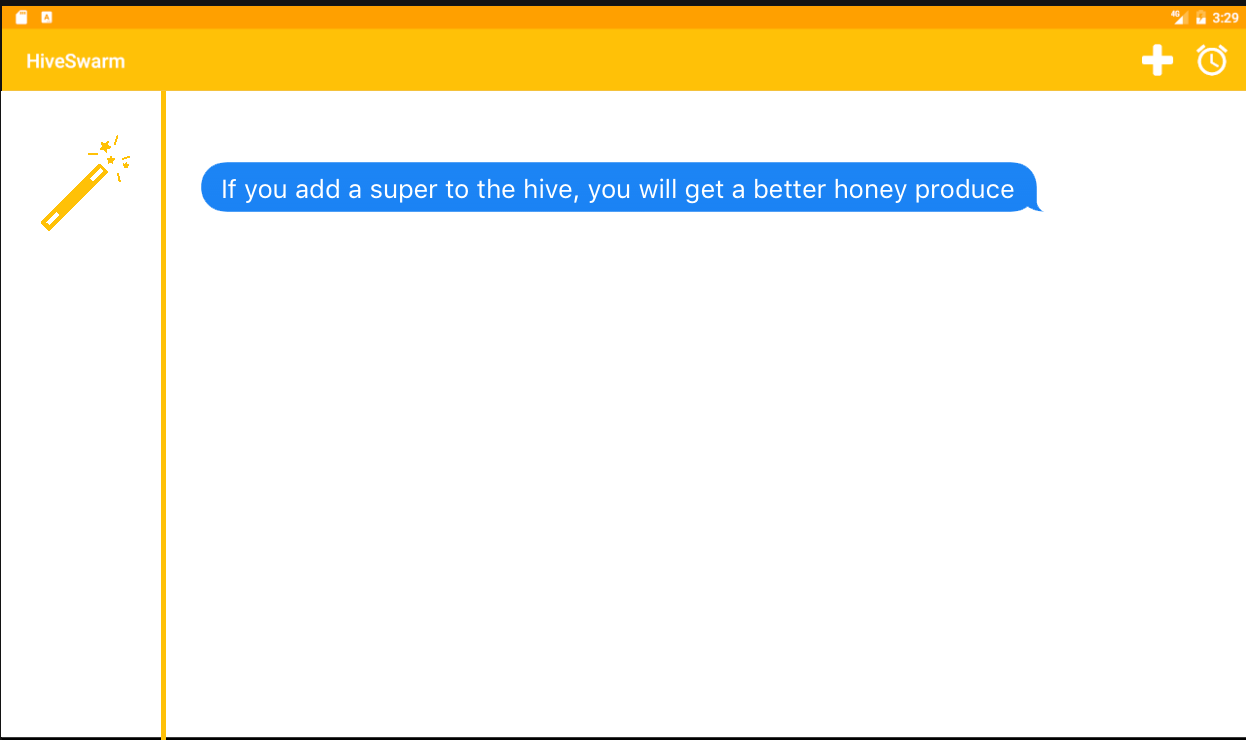 4G 3:29
HiveSwarm
If you add a super to the hive, you will get a better honey produce